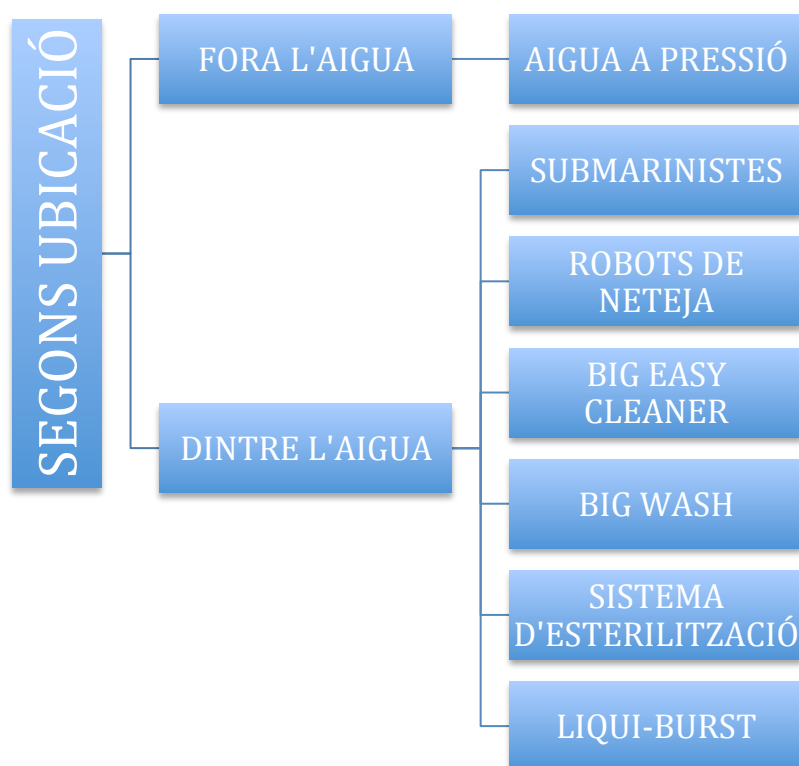 SEGONS UBICACIÓ
FORA L'AIGUA
AIGUA A PRESSIÓ
DINTRE L'AIGUA
SUBMARINISTES
ROBOTS DE
NETEJA
BIG EASY
CLEANER
BIG WASH
SISTEMA
D'ESTERILITZACIÓ
LIQUI-BURST